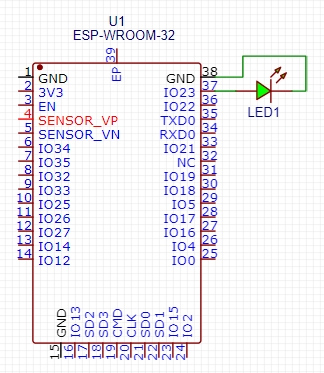 U1
ESP-WROOM-32
39
EP
1 GND GND 38
2 3V3 IO23 37
3 EN IO22 36
4 SENSOR_VP TXD0 35
5 SENSOR_VN RXD0 34
6 IO34 IO21 33
7 IO35 NC 32
8 IO32 IO19 31
9 IO33 IO18 30
10 IO25 IO5 29
11 IO26 IO17 28
12 IO27 IO16 27
13 IO14 IO4 26
14 IO12 IO0 25
LED1
GND IO13 SD2 SD3 CMD CLK SD0 SD1 IO15 IO2
15 16 17 18 19 20 21 22 23 24